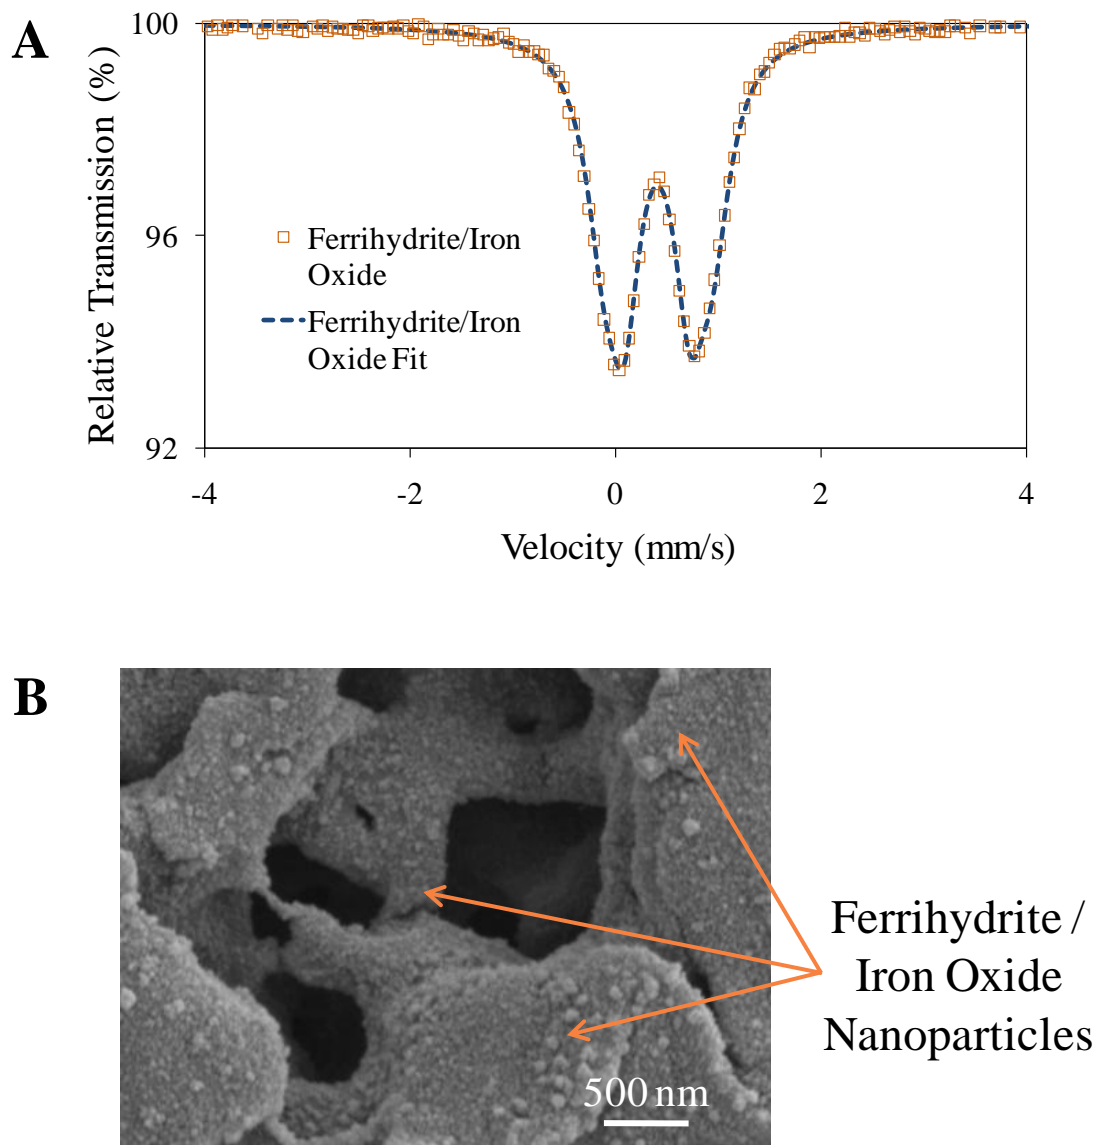 A
Relative Transmission (%)
100
96
92
Ferrihydrite/Iron
Oxide
Ferrihydrite/Iron
Oxide Fit
-4
-2
0
2
4
Velocity (mm/s)
B
Ferrihydrite /
Iron Oxide
Nanoparticles
500 nm